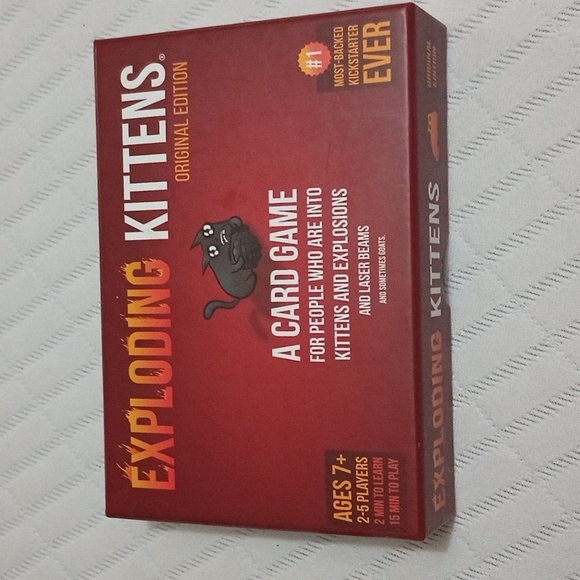 EXPLODING KITTENS®
ORIGINAL EDITION
#1
MOST-BACKED
KICKSTARTER
EVER
A CARD GAME
FOR PEOPLE WHO ARE INTO
KITTENS AND EXPLOSIONS
AND LASER BEAMS
AND SOMETIMES GOATS.
AGES 7+
2-5 PLAYERS
2 MIN TO LEARN
15 MIN TO PLAY
EXPLODING KITTENS
ORIGINAL
EDITION